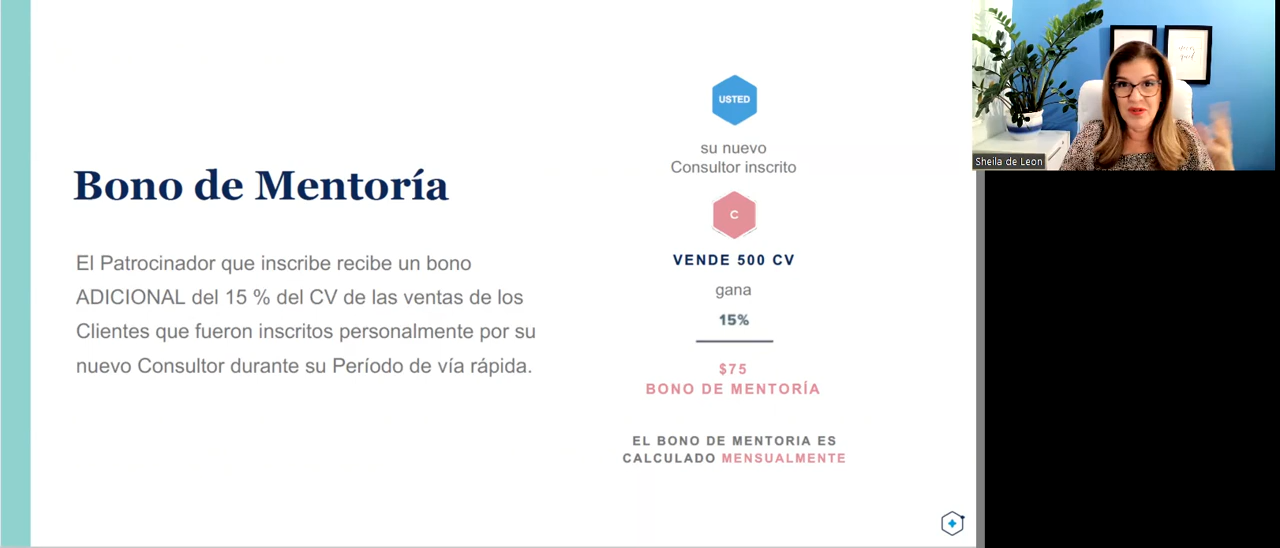 Bono de Mentoría
El Patrocinador que inscribe recibe un bono
ADICIONAL del 15 % del CV de las ventas de los
Clientes que fueron inscritos personalmente por su
nuevo Consultor durante su Período de vía rápida.
USTED
su nuevo
Consultor inscrito
C
VENDE 500 CV
gana
15%
$75
BONO DE MENTORÍA
EL BONO DE MENTORIA ES
CALCULADO MENSUALMENTE
Sheila de Leon